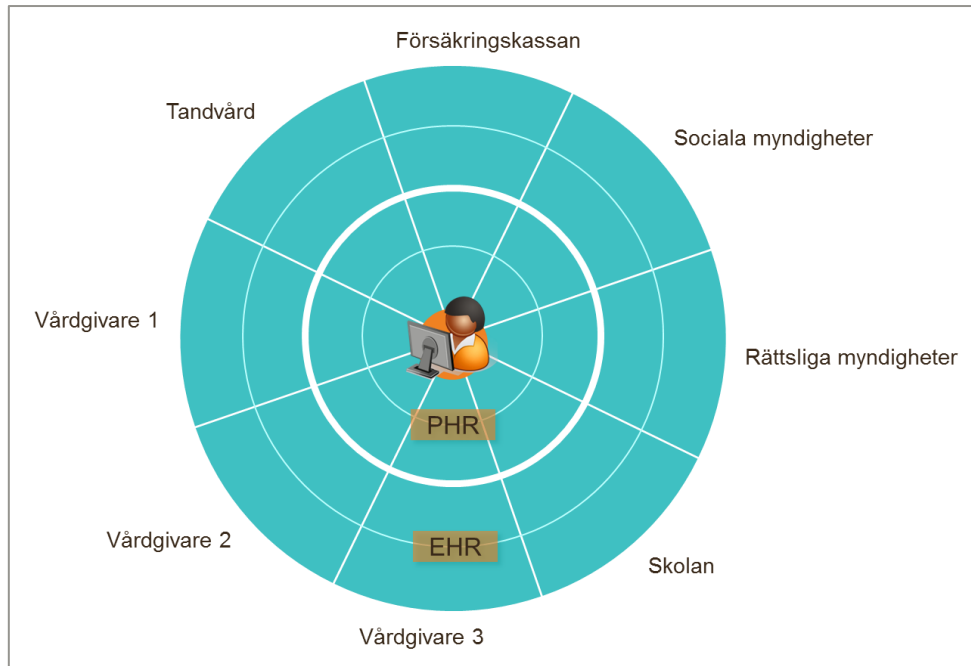 Försäkringskassan
Tandvård
Sociala myndigheter
Vårdgivare 1
Rättsliga myndigheter
PHR
Vårdgivare 2
EHR
Skolan
Vårdgivare 3